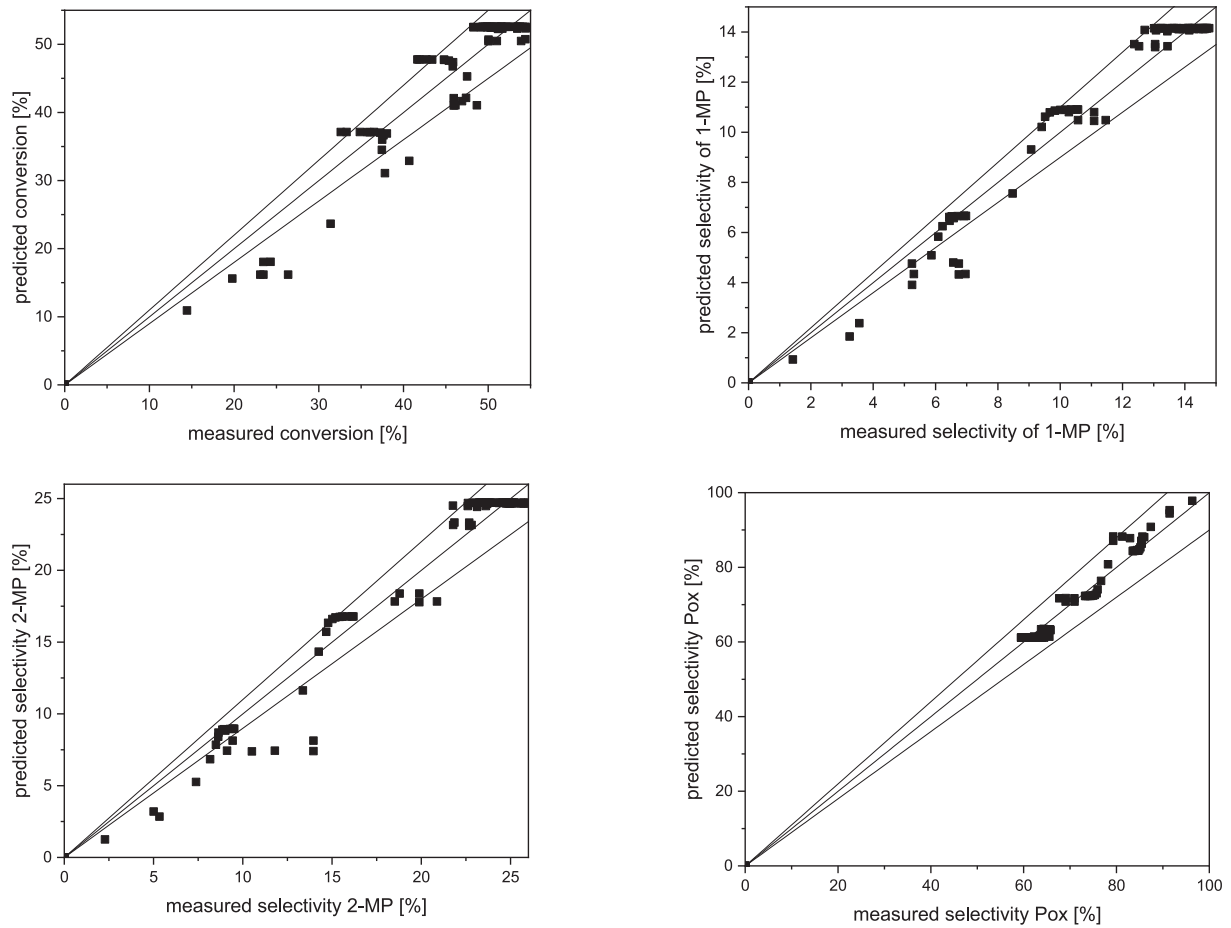 predicted conversion [%]
50
40
30
20
10
0
0 10 20 30 40 50
measured conversion [%]
predicted selectivity of 1-MP [%]
14
12
10
8
6
4
2
0
0 2 4 6 8 10 12 14
measured selectivity of 1-MP [%]
predicted selectivity 2-MP [%]
25
20
15
10
5
0
0 5 10 15 20 25
measured selectivity 2-MP [%]
predicted selectivity Pox [%]
100
80
60
40
20
0
0 20 40 60 80 100
measured selectivity Pox [%]